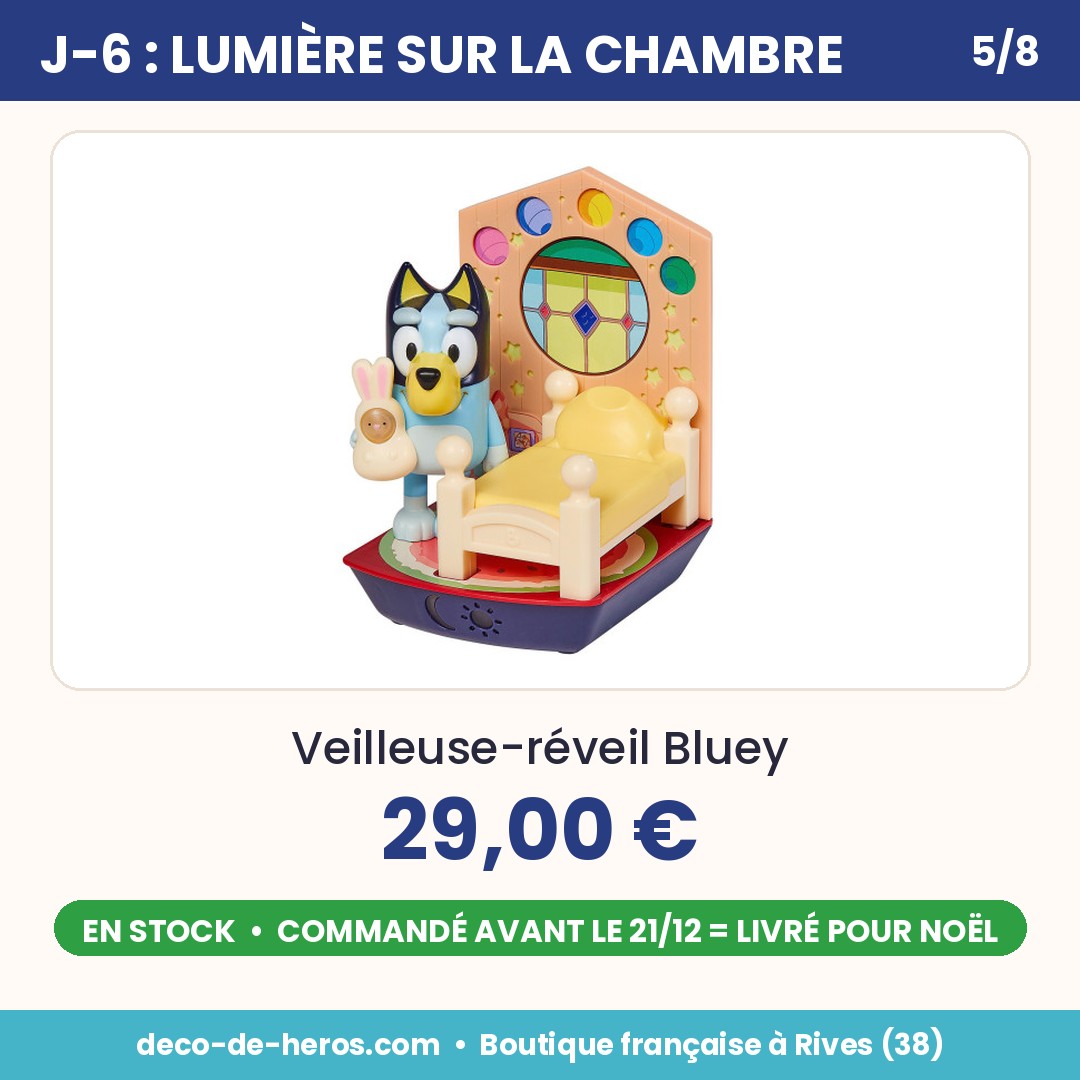 J-6 : LUMIÈRE SUR LA CHAMBRE
5/8
Veilleuse-réveil Bluey
29,00 €
EN STOCK • COMMANDÉ AVANT LE 21/12 = LIVRÉ POUR NOËL
deco-de-heros.com • Boutique française à Rives (38)